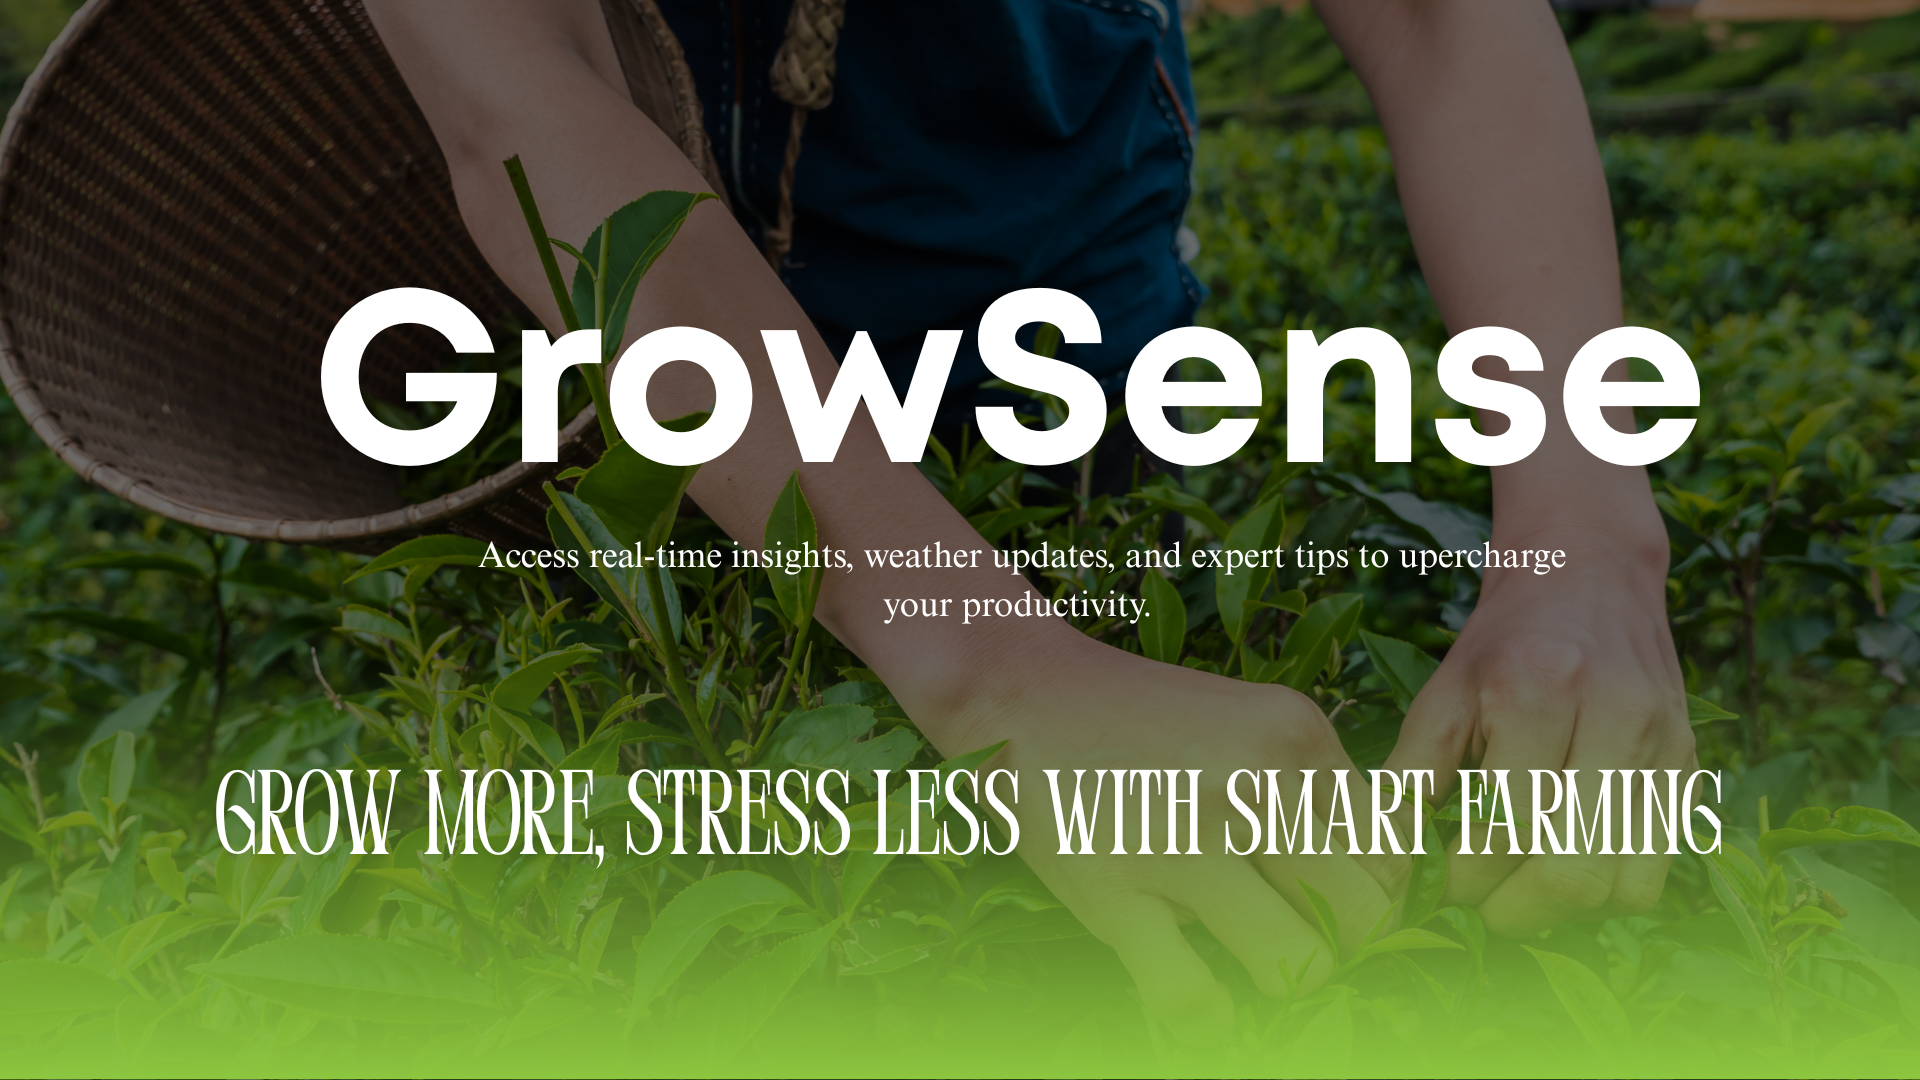 GrowSense
Access real-time insights, weather updates, and expert tips to upercharge
your productivity.
GROW MORE, STRESS LESS WITH SMART FARMING